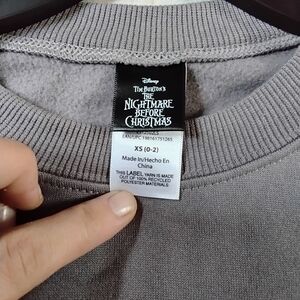 Disney
Tim Burton's
THE
NIGHTMARE
BEFORE
CHRISTMAS
XS (0-2)
Made In/Hecho En
China
THIS LABEL YARN IS MADE
OUT OF 100% RECYCLED
POLYESTER MATERIALS